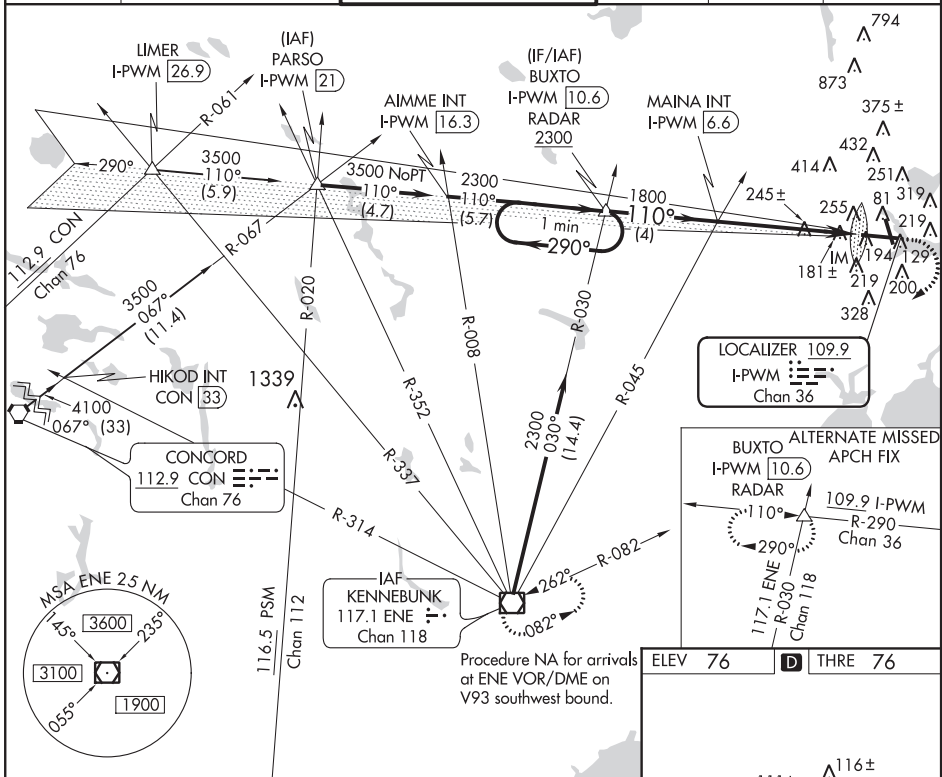 794
LIMER
I-PWM 26.9
(IAF)
PARSO
I-PWM 21
AIMME INT
I-PWM 16.3
(IF/IAF)
BUXTO
I-PWM 10.6
RADAR
2300
MAINA INT
I-PWM 6.6
873
375 ±
432
414
251
319
R-061
290°
3500
110°
(5.9)
3500 NoPT
110°
(4.7)
2300
110°
(5.7)
1 min
290°
1800
110°
(4)
245 ±
255
81
219
IM
194
129
181 ±
219
200
328
112.9 CON
Chan 76
R-067
3500
067°
(11.4)
R-020
R-352
R-008
R-030
R-045
R-337
LOCALIZER 109.9
I-PWM
Chan 36
HIKOD INT
CON 33
1339
4100
067° (33)
CONCORD
112.9 CON
Chan 76
2300
030°
(14.4)
R-314
116.5 PSM
Chan 112
IAF
KENNEBUNK
117.1 ENE
Chan 118
262°
082°
R-082
ALTERNATE MISSED
APCH FIX
BUXTO
I-PWM 10.6
RADAR
110°
290°
109.9 I-PWM
R-290
Chan 36
117.1 ENE
R-030
Chan 118
MSA ENE 25 NM
145°
3600
235°
3100
1900
055°
Procedure NA for arrivals
at ENE VOR/DME on
V93 southwest bound.
ELEV 76
D
THRE 76
116 ±